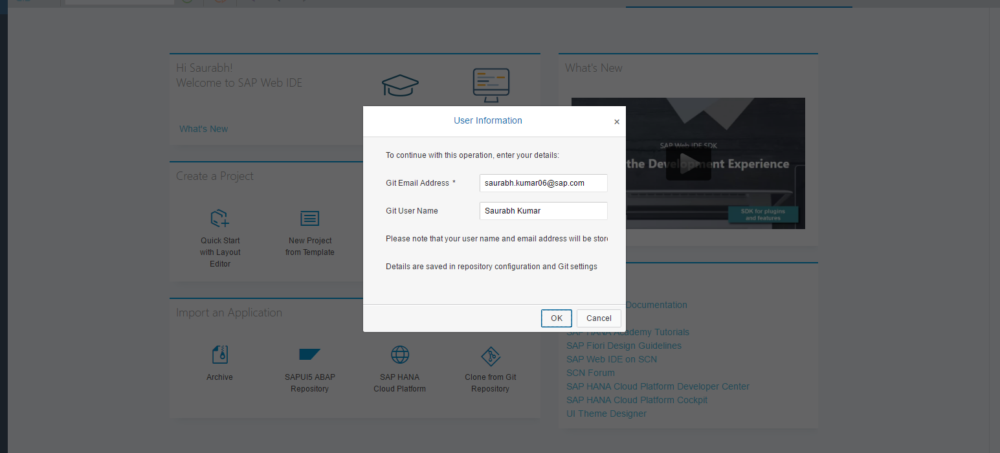 Hi Saurabh!
Welcome to SAP Web IDE
What's New
Create a Project
Quick Start
with Layout
Editor
New Project
from Template
Import an Application
Archive
SAPUI5 ABAP
Repository
SAP HANA
Cloud Platform
Clone from Git
Repository
User Information
×
To continue with this operation, enter your details:
Git Email Address *
saurabh.kumar06@sap.com
Git User Name
Saurabh Kumar
Please note that your user name and email address will be store
Details are saved in repository configuration and Git settings
OK
Cancel
What's New
SAP Web IDE SDK
the Development Experience
SDK for plugins
and features
Documentation
SAP HANA Academy Tutorials
SAP Fiori Design Guidelines
SAP Web IDE on SCN
SCN Forum
SAP HANA Cloud Platform Developer Center
SAP HANA Cloud Platform Cockpit
UI Theme Designer